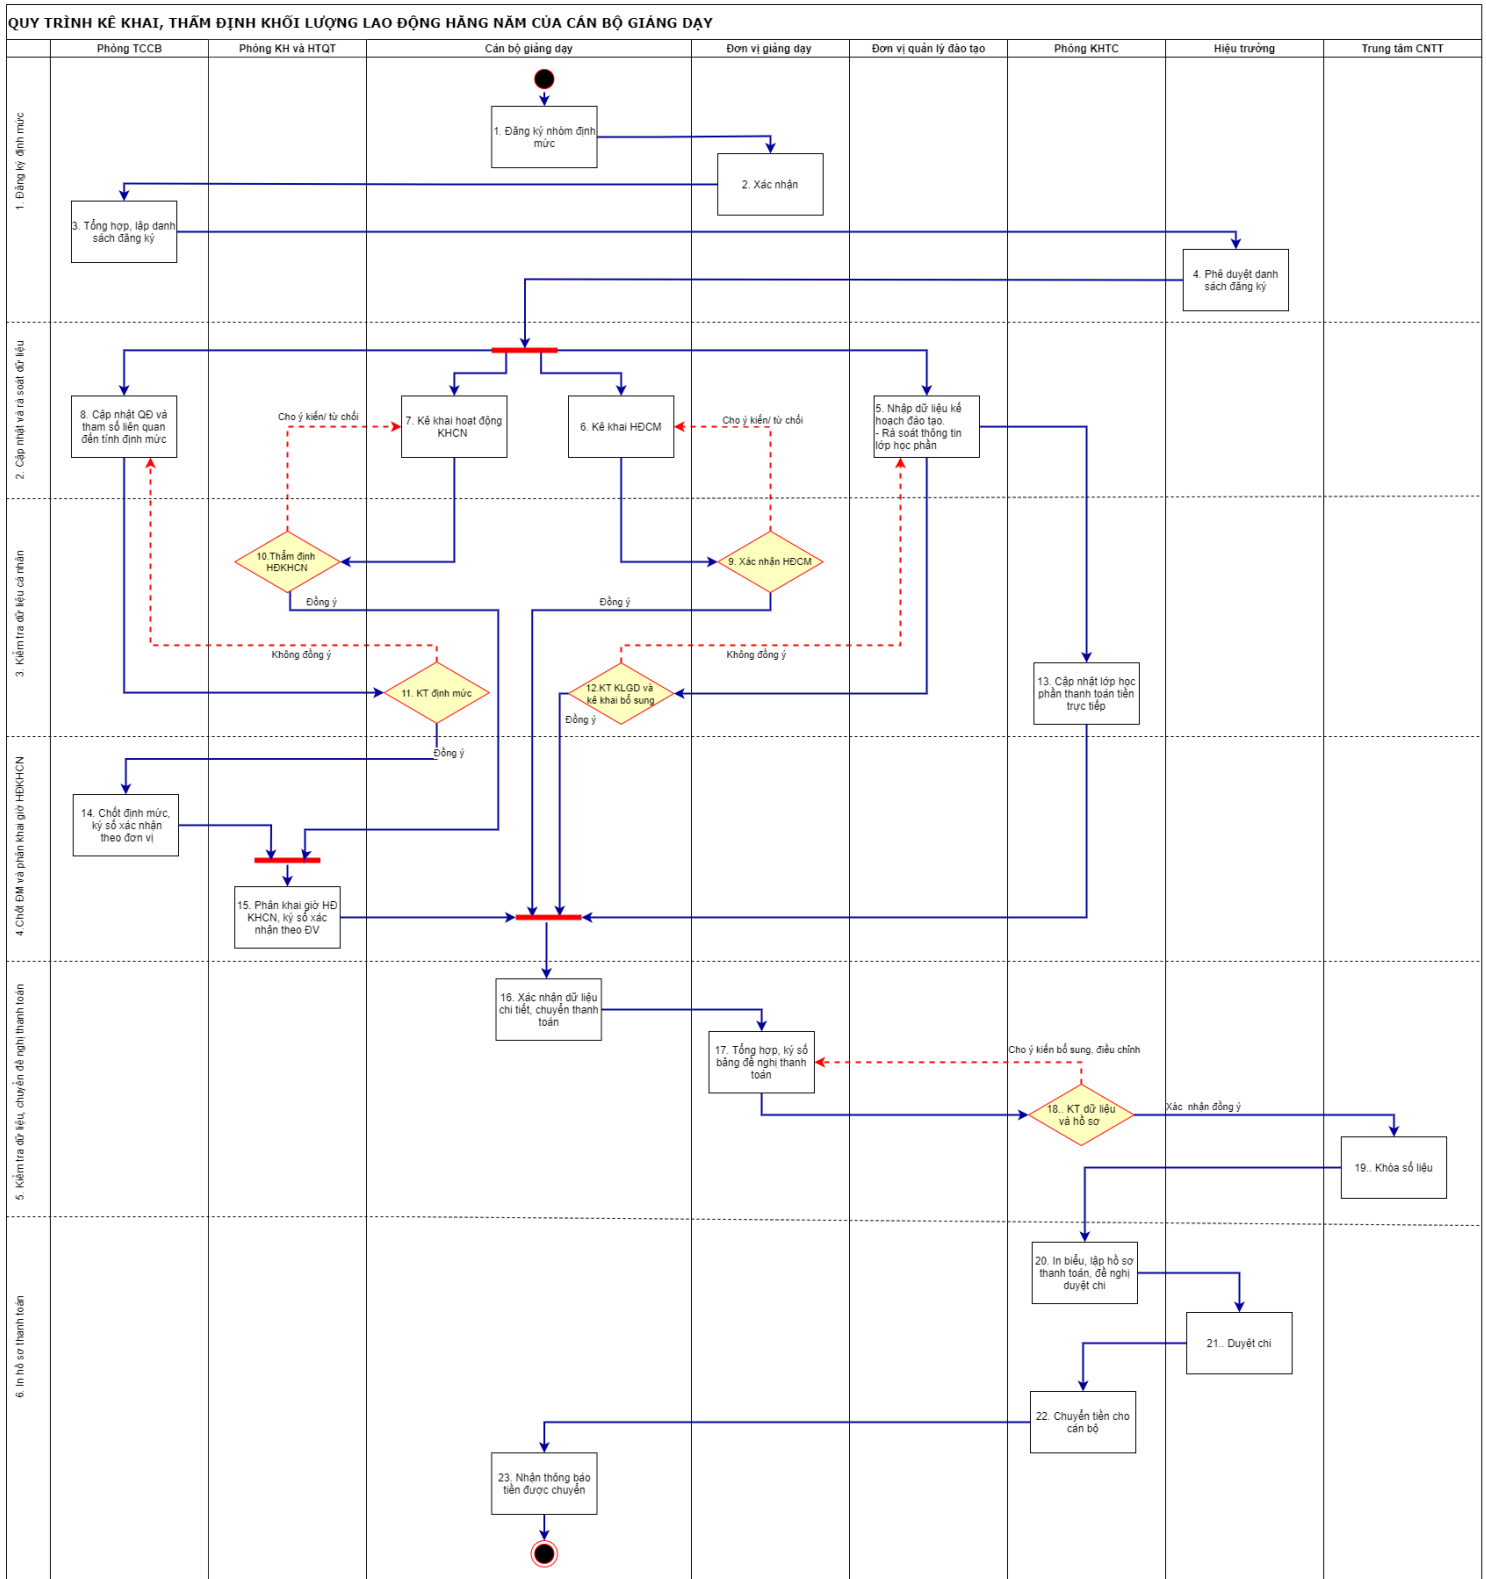 QUY TRÌNH KÊ KHAI, THẨM ĐỊNH KHỐI LƯỢNG LAO ĐỘNG HẰNG NĂM CỦA CÁN BỘ GIẢNG DẠY
Phòng TCCB
Phòng KH và HTQT
Cán bộ giảng dạy
Đơn vị giảng dạy
Đơn vị quản lý đào tạo
Phòng KHTC
Hiệu trưởng
Trung tâm CNTT
1. Đăng ký định mức
1. Đăng ký nhóm định
mức
2. Xác nhận
3. Tổng hợp, lập danh
sách đăng ký
4. Phê duyệt danh
sách đăng ký
2. Cập nhật và rà soát dữ liệu
8. Cập nhật QĐ và
tham số liên quan
đến tính định mức
Cho ý kiến/ từ chối
7. Kê khai hoạt động
KHCN
6. Kê khai HĐCM
Cho ý kiến/ từ chối
5. Nhập dữ liệu kế
hoạch đảo tạo.
- Rà soát thông tin
lớp học phần
3. Kiểm tra dữ liệu cá nhân
10.Thẩm định
HĐKHCN
9. Xác nhận HĐCM
Đồng ý
Đồng ý
Không đồng ý
Không đồng ý
11. KT định mức
12.KT KLGD và
kê khai bổ sung
13. Cập nhật lớp học
phần thanh toán tiền
trực tiếp
Đồng ý
Đồng ý
4.Chốt ĐM và phân khai giờ HĐKHCN
14. Chốt định mức,
ký số xác nhận
theo đơn vị
15. Phân khai giờ HĐ
KHCN, ký số xác
nhận theo ĐV
5. Kiểm tra dữ liệu, chuyển đề nghị thanh toán
16. Xác nhận dữ liệu
chi tiết, chuyển thanh
toán
17. Tổng hợp, ký số
bảng đề nghị thanh
toán
Cho ý kiến bổ sung, điều chỉnh
18.. KT dữ liệu
và hồ sơ
Xác  nhận đồng ý
19.. Khóa số liệu
6. In hồ sơ thanh toán
20. In biểu, lập hồ sơ
thanh toán, đề nghị
duyệt chi
21.. Duyệt chi
22. Chuyển tiền cho
cán bộ
23. Nhận thông báo
tiền được chuyển